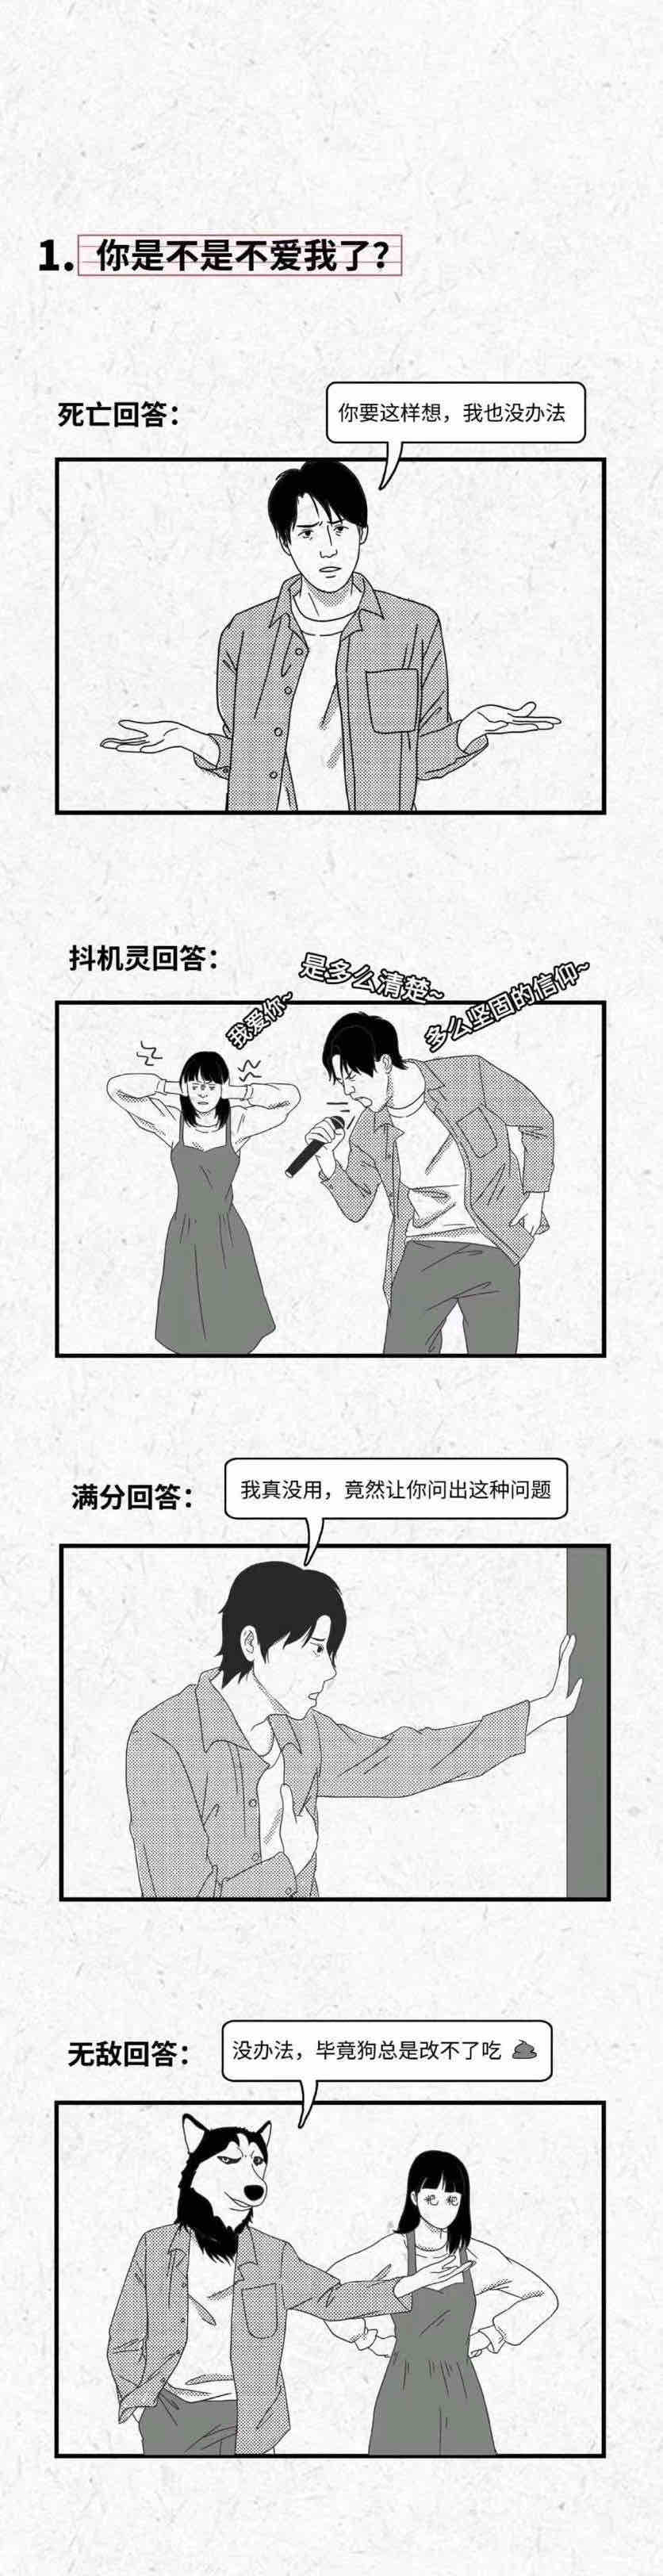 1. 你是不是不爱我了?
死亡回答：
你要这样想，我也没办法
抖机灵回答：
我爱你~
是多么清楚~
多么坚固的信仰~
满分回答：
我真没用，竟然让你问出这种问题
无敌回答：
没办法，毕竟狗总是改不了吃 💩